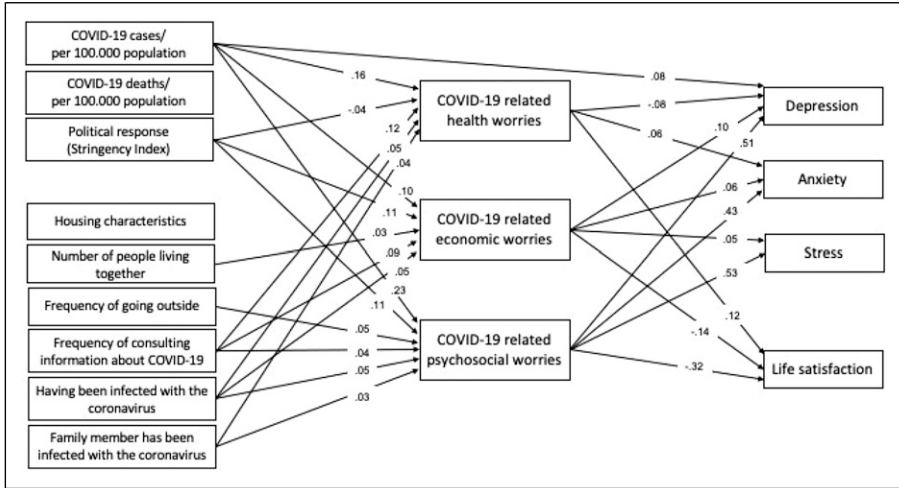 COVID-19 cases/
per 100.000 population
COVID-19 deaths/
per 100.000 population
Political response
(Stringency Index)
Housing characteristics
Number of people living
together
Frequency of going outside
Frequency of consulting
information about COVID-19
Having been infected with the
coronavirus
Family member has been
infected with the coronavirus
.16
-.04
.12
.05
.04
.10
.11
.03
.09
.05
.23
.11
.05
.04
.05
.03
COVID-19 related
health worries
COVID-19 related
economic worries
COVID-19 related
psychosocial worries
.08
-.08
.10
.51
.06
.06
.43
.05
.53
.12
-.14
-.32
Depression
Anxiety
Stress
Life satisfaction